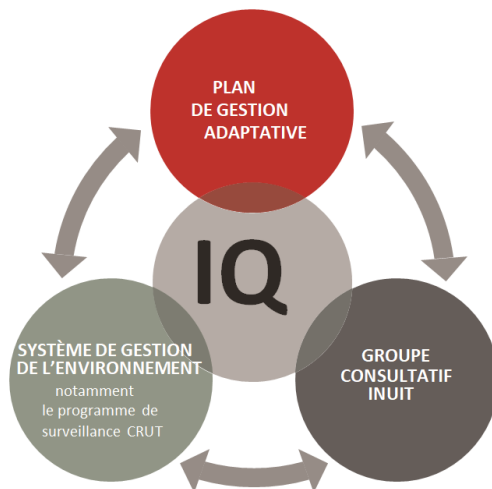 PLAN
DE GESTION
ADAPTATIVE
IQ
SYSTÈME DE GESTION
DE L’ENVIRONNEMENT
notamment
le programme de
surveillance CRUT
GROUPE
CONSULTATIF
INUIT